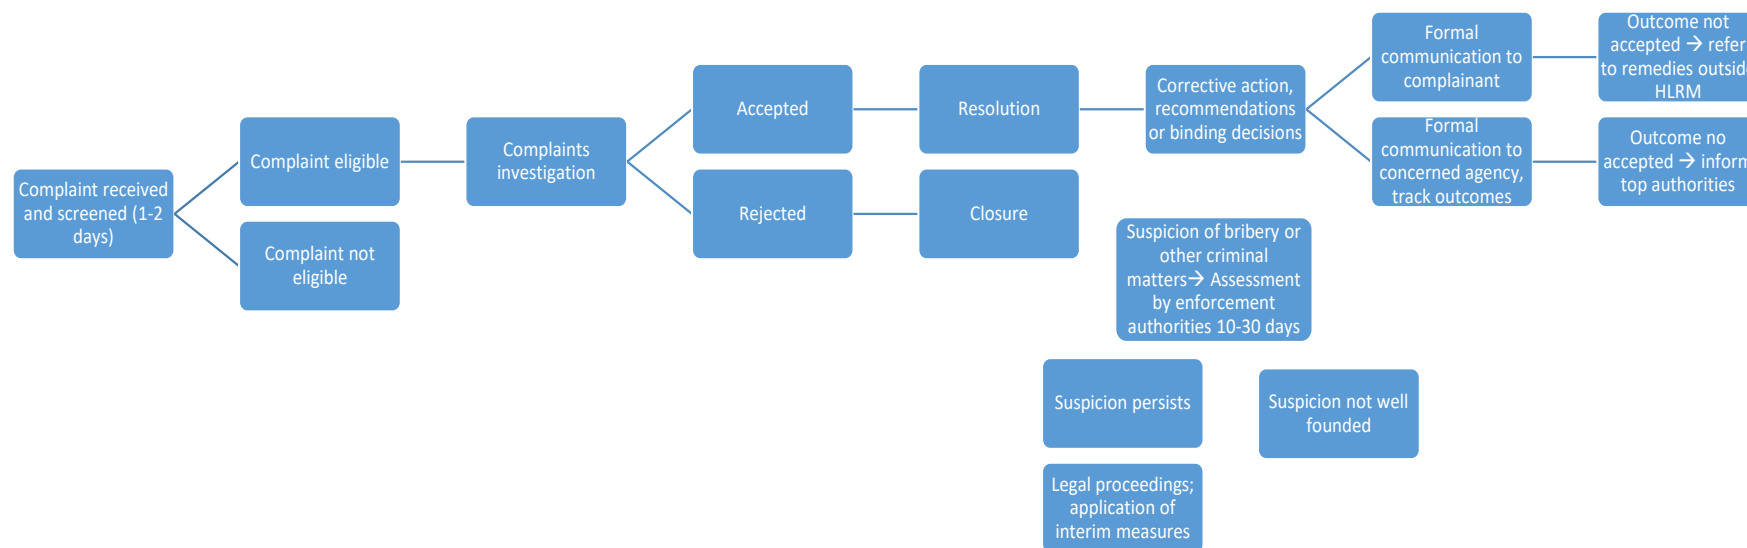 Complaint received
and screened (1-2
days)
Complaint eligible
Complaint not
eligible
Complaints
investigation
Accepted
Rejected
Resolution
Closure
Corrective action,
recommendations
or binding decisions
Formal
communication to
complainant
Formal
communication to
concerned agency,
track outcomes
Outcome not
accepted → refer
to remedies outside
HLRM
Outcome no
accepted → inform
top authorities
Suspicion of bribery or
other criminal
matters→ Assessment
by enforcement
authorities 10-30 days
Suspicion persists
Suspicion not well
founded
Legal proceedings;
application of
interim measures